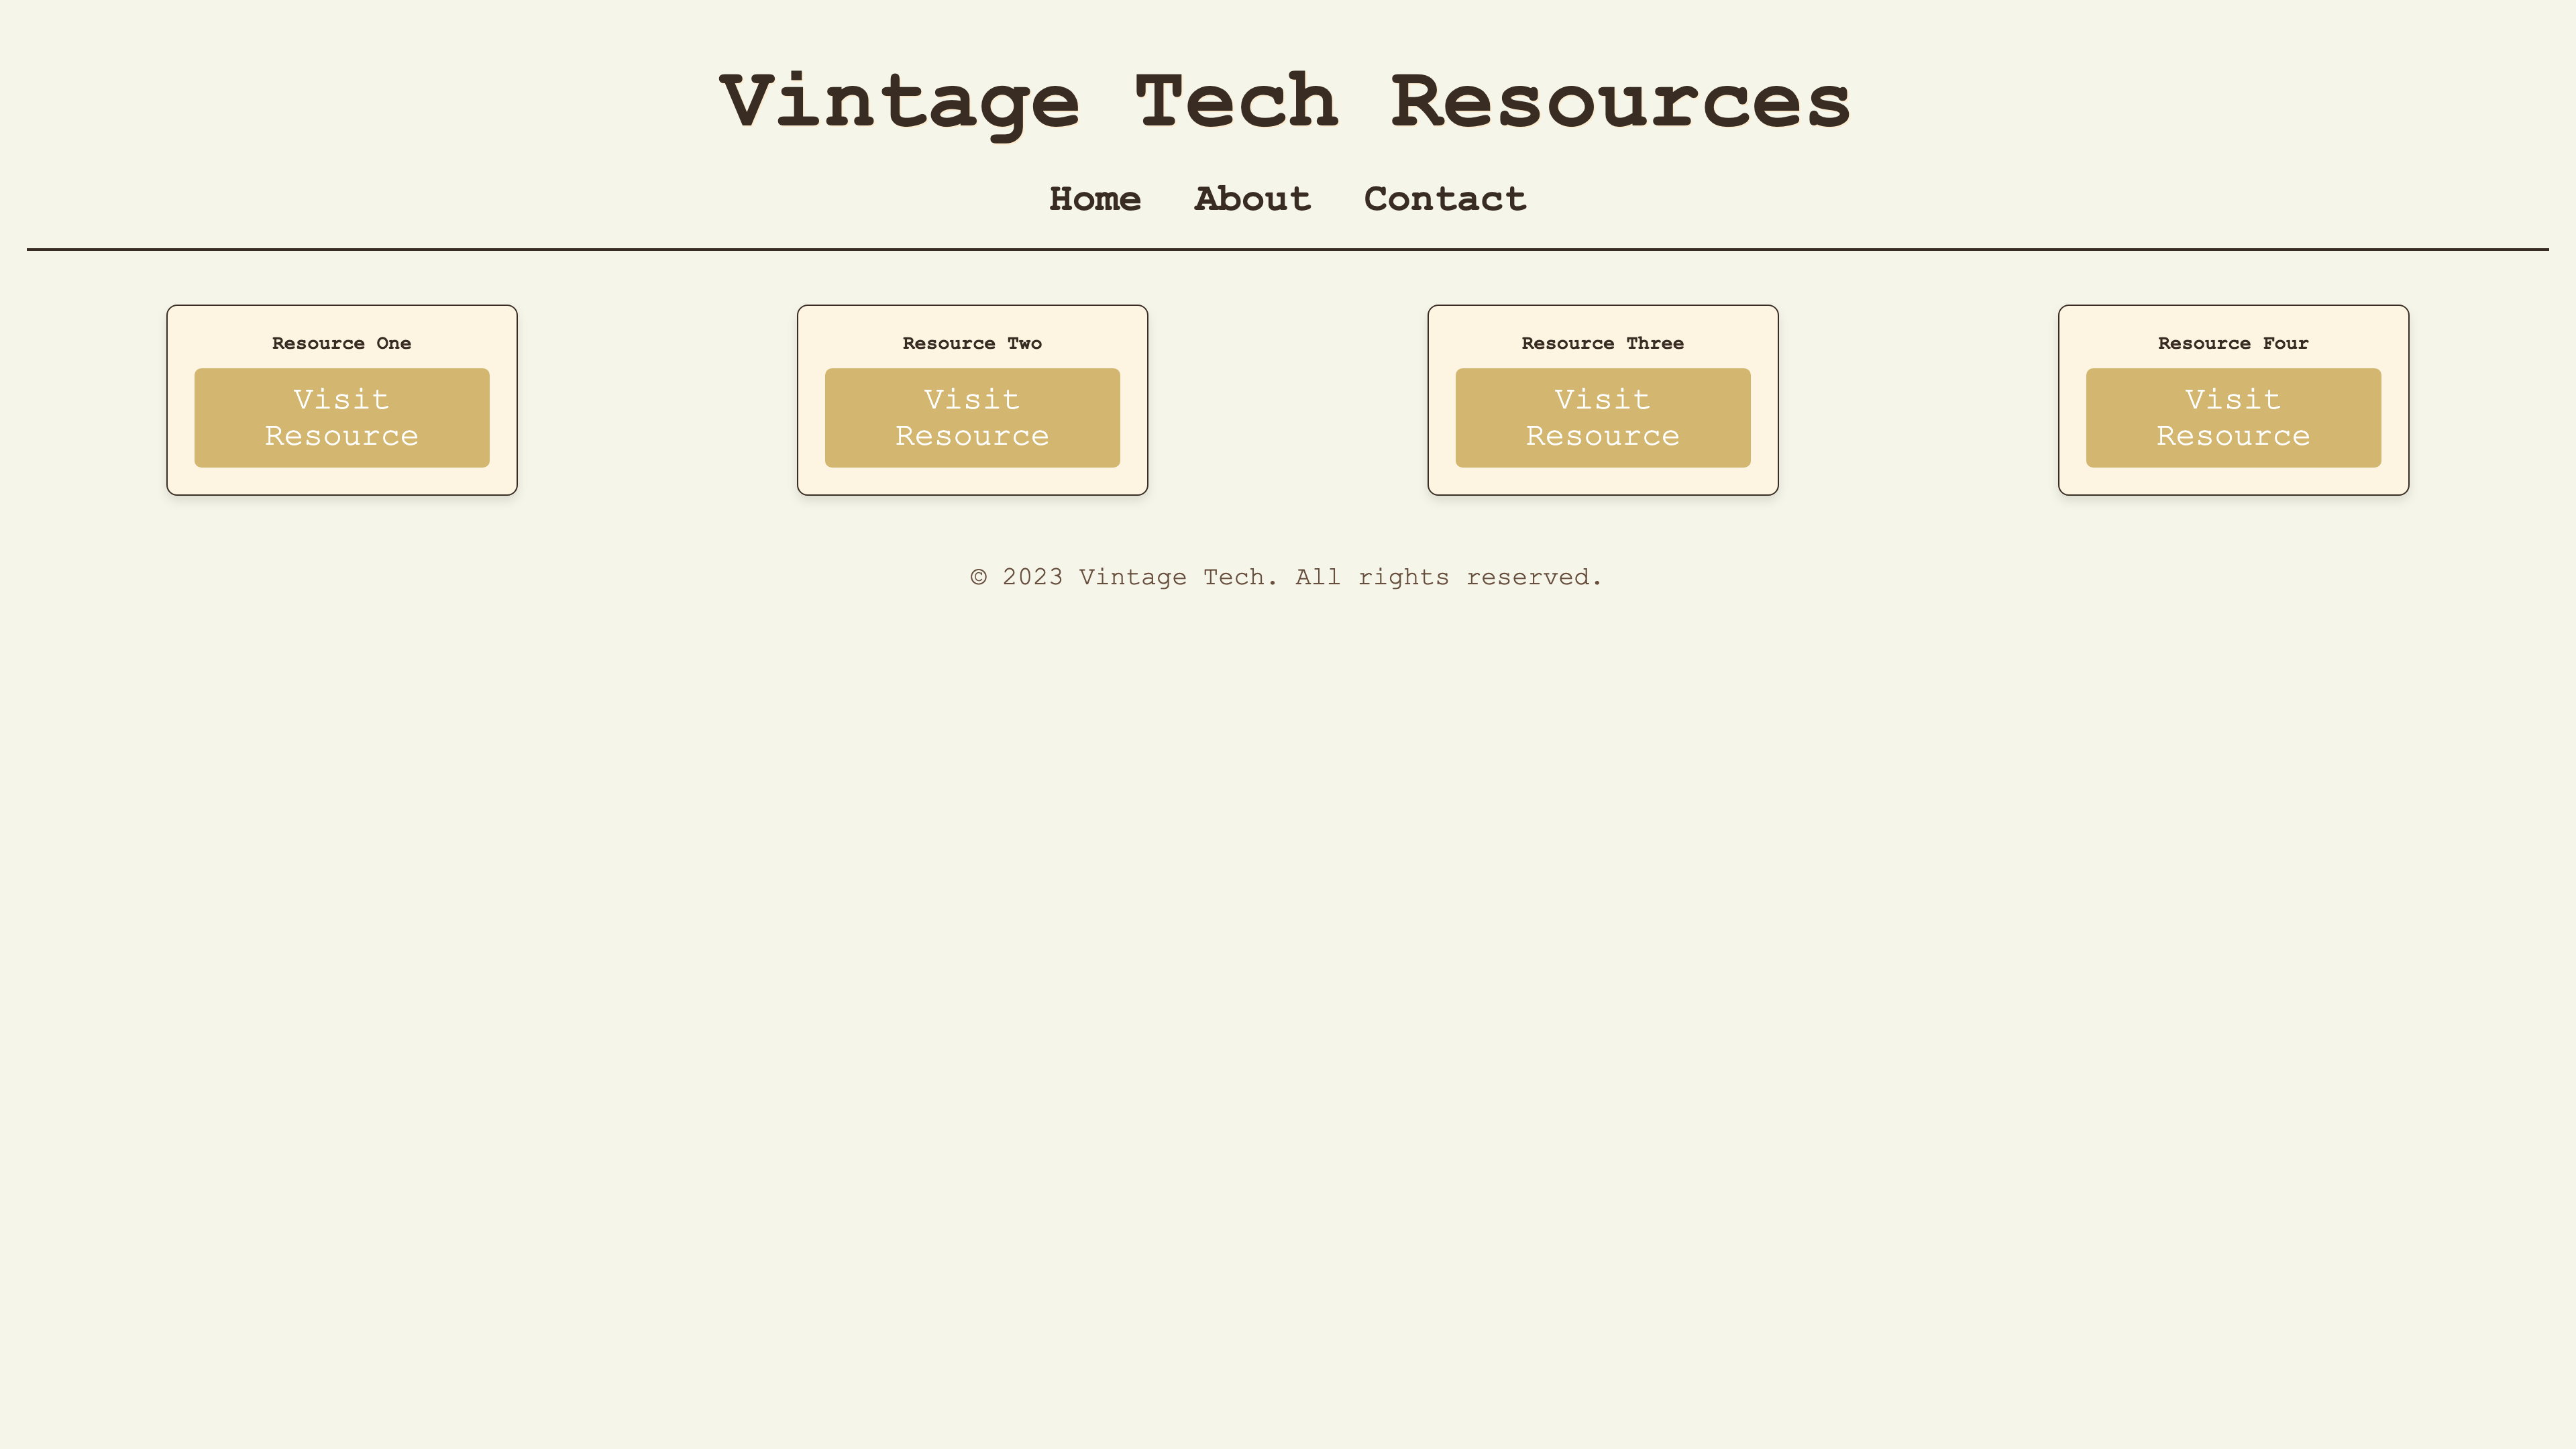 Vintage Tech Resources
Home About Contact
Resource One
Visit
Resource
Resource Two
Visit
Resource
Resource Three
Visit
Resource
Resource Four
Visit
Resource
© 2023 Vintage Tech. All rights reserved.